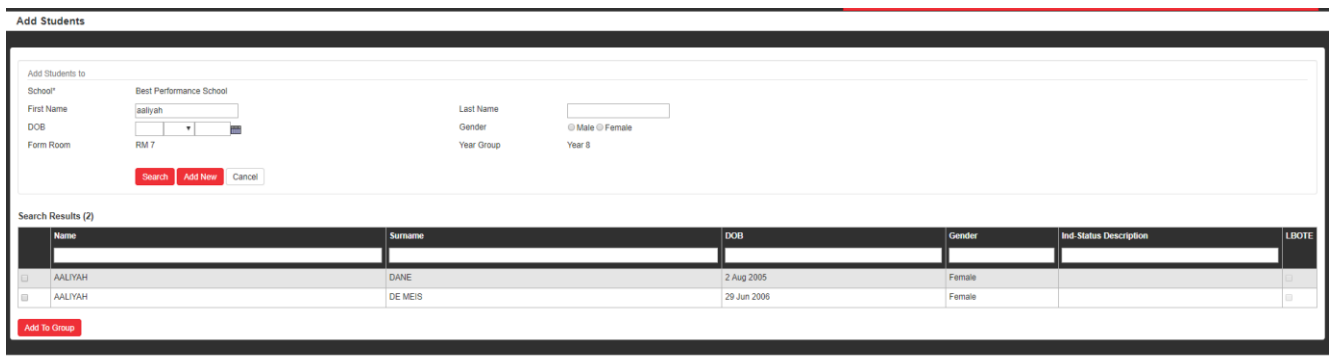 Add Students
Add Students to
School* Best Performance School
First Name aaliyah Last Name
DOB Gender Male Female
Form Room RM 7 Year Group Year 8
Search Add New Cancel
Search Results (2)
Name Surname DOB Gender Ind-Status Description LBOTE
AALIYAH DANE 2 Aug 2005 Female
AALIYAH DE MEIS 29 Jun 2006 Female
Add To Group